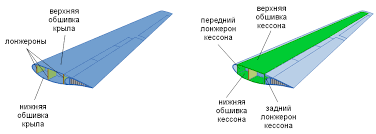 верхняя
обшивка
крыла
лонжероны
нижняя
обшивка
крыла
передний
лонжерон
кессона
верхняя
обшивка
кессона
нижняя
обшивка
кессона
задний
лонжерон
кессона